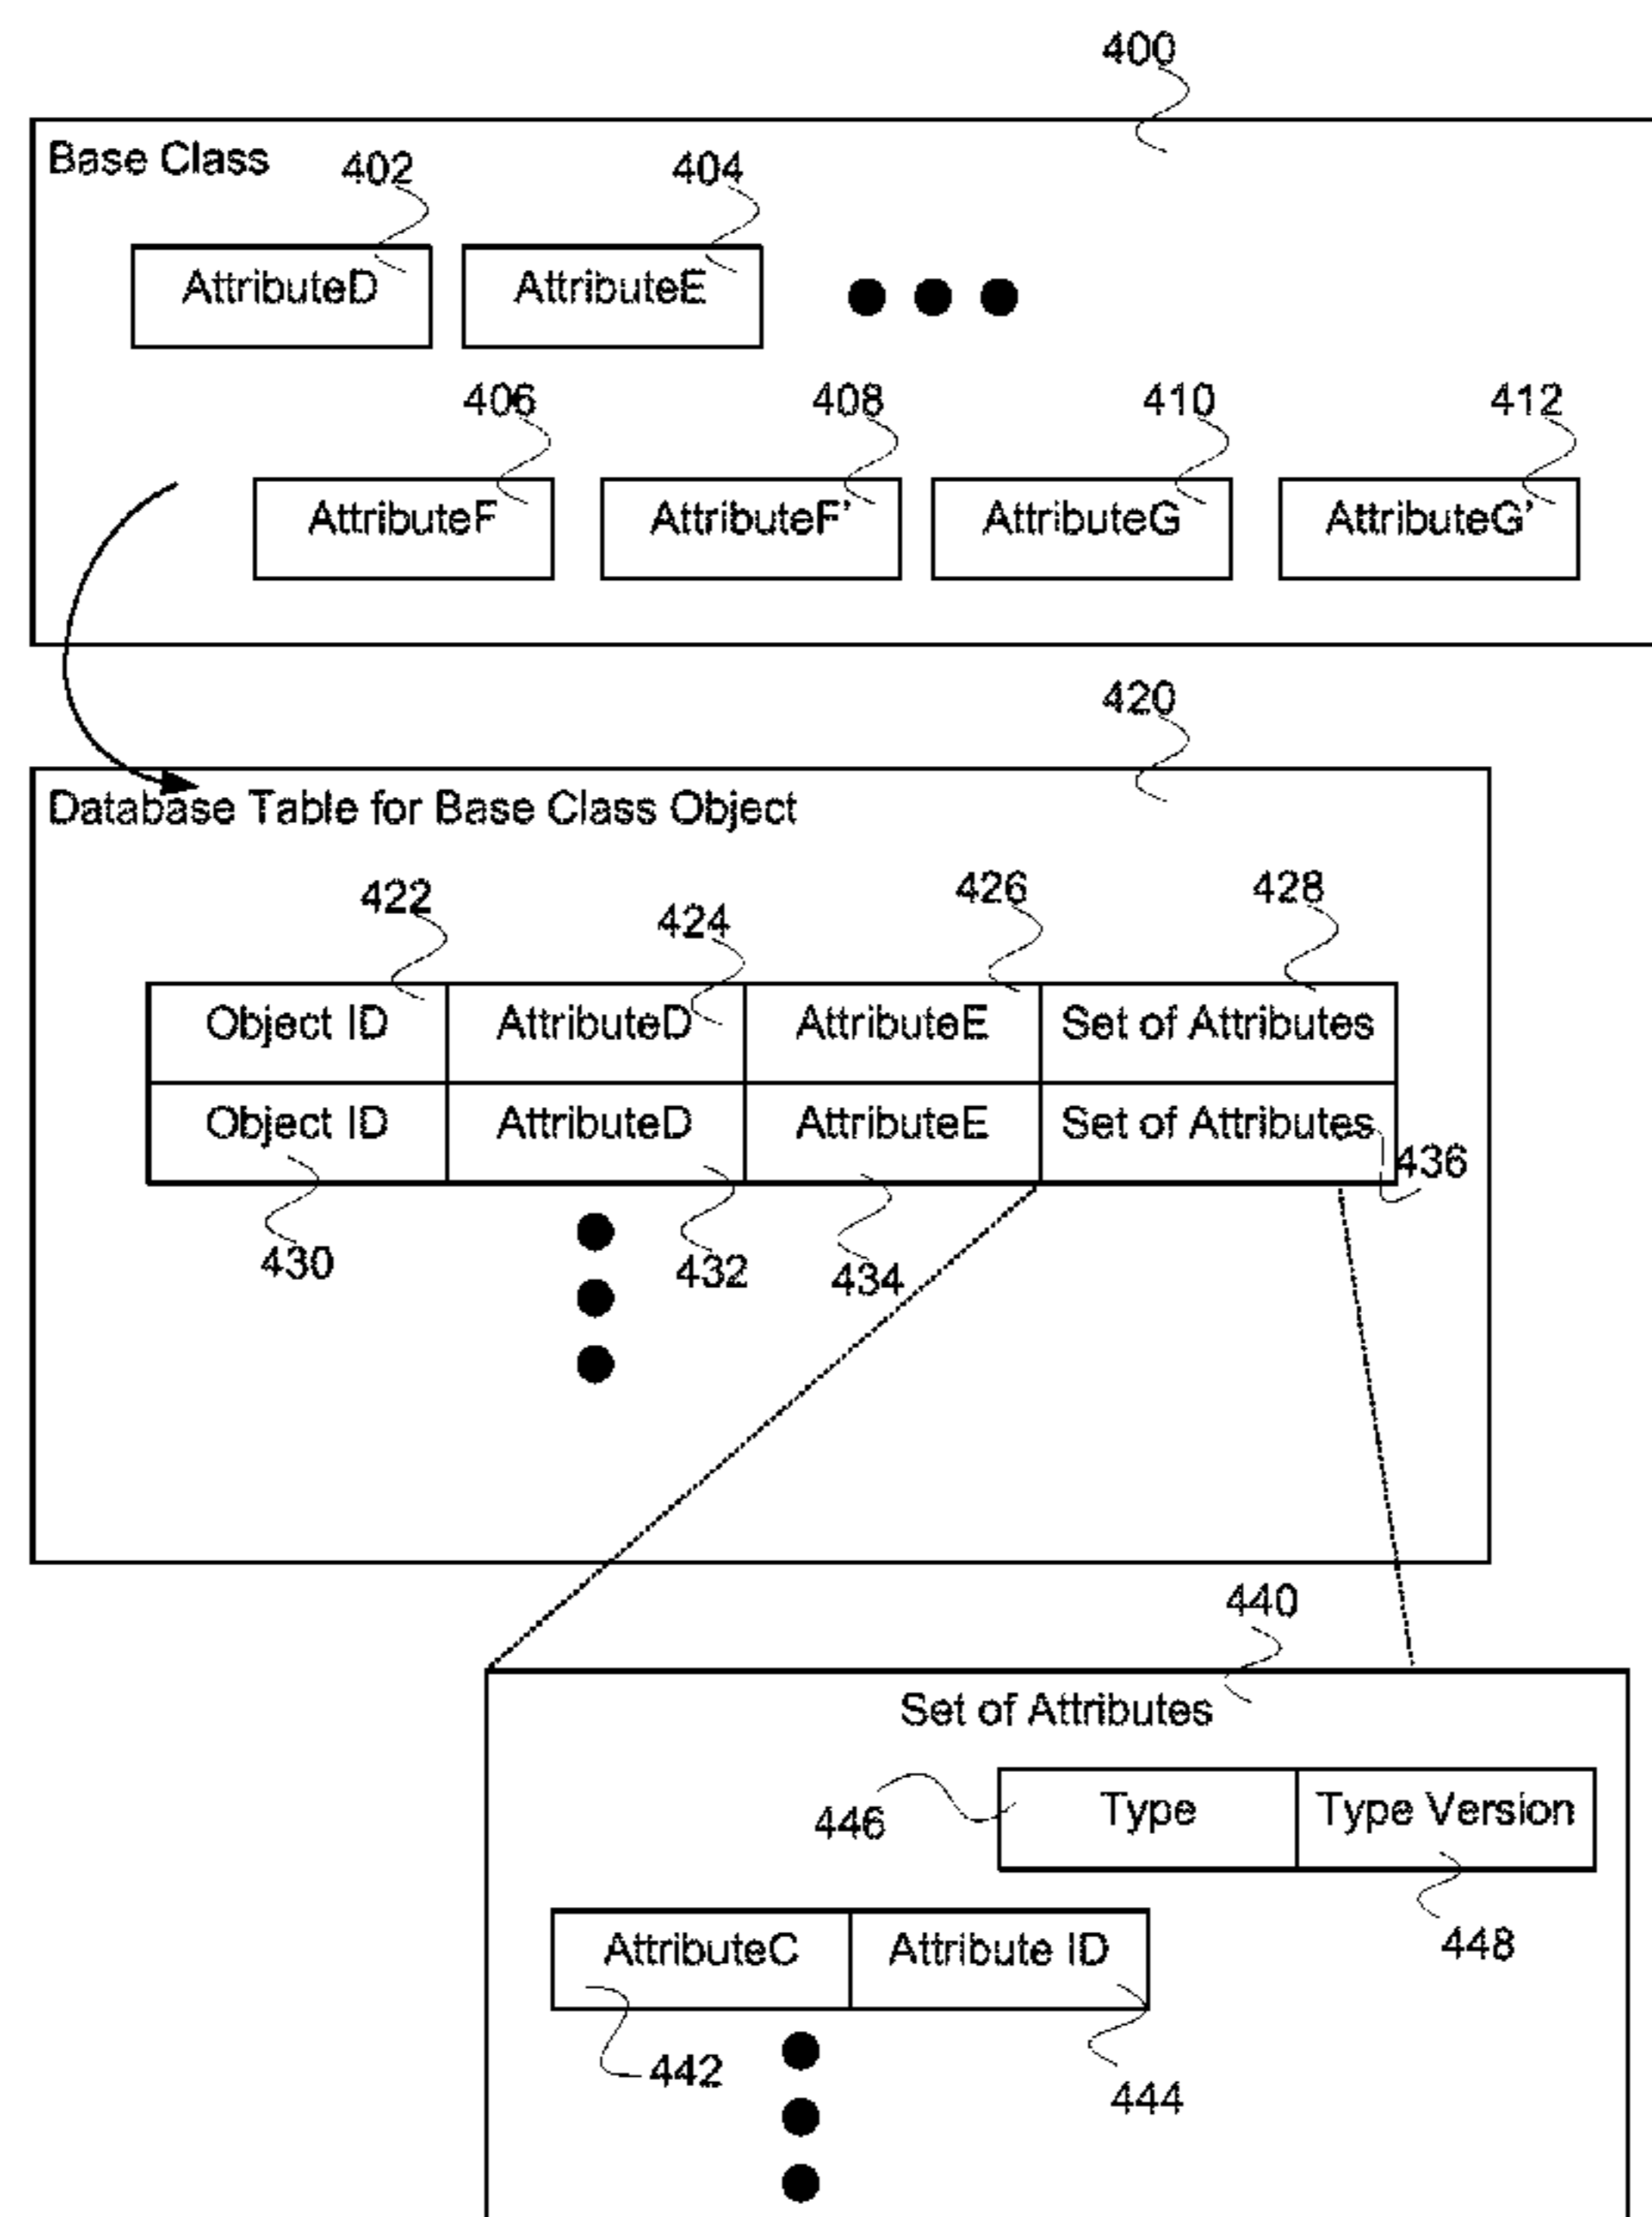 400
Base Class
402
404
AttributeD
AttributeE
406
408
410
412
AttributeF
AttributeF'
AttributeG
AttributeG'
420
Database Table for Base Class Object
422
424
426
428
Object ID
AttributeD
AttributeE
Set of Attributes
Object ID
AttributeD
AttributeE
Set of Attributes
436
430
432
434
440
Set of Attributes
446
Type
Type Version
448
AttributeC
Attribute ID
442
444